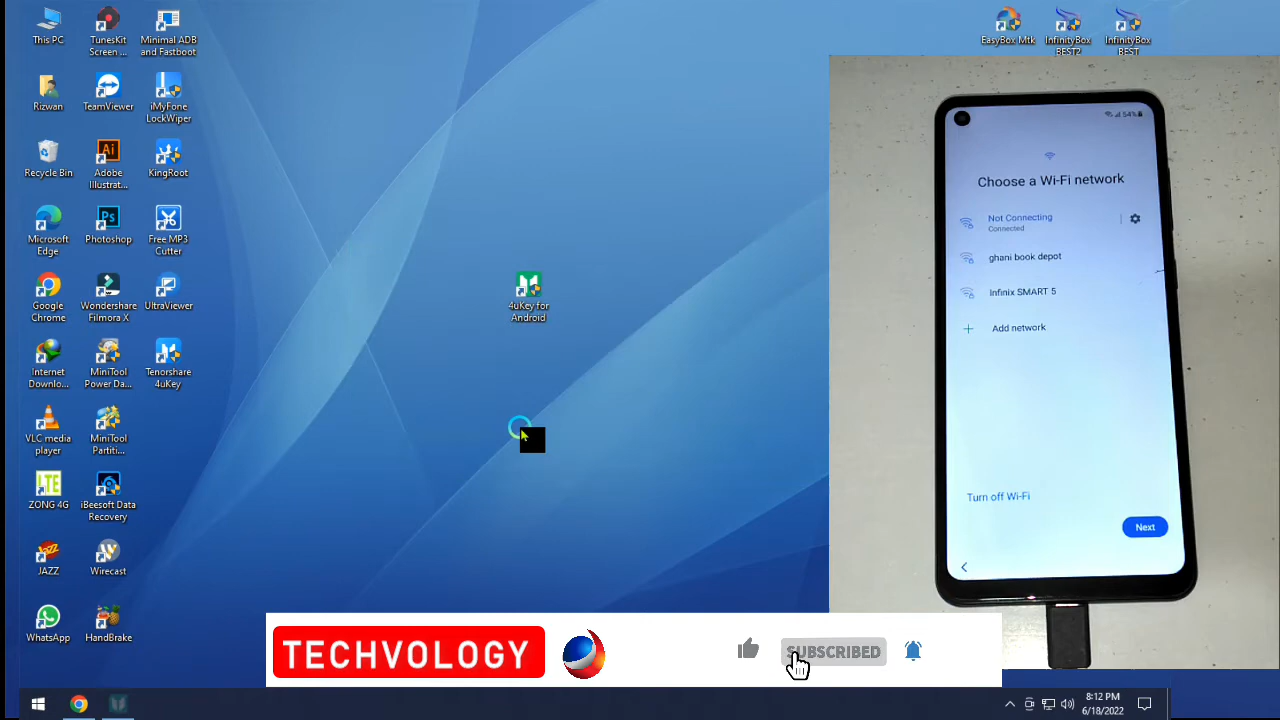 This PC
TunesKit
Screen ...
Minimal ADB
and Fastboot
EasyBox Mtk
InfinityBox
BEST2
InfinityBox
BEST
Rizwan
TeamViewer
iMyFone
LockWiper
Recycle Bin
Adobe
Illustrat...
KingRoot
Microsoft
Edge
Photoshop
Free MP3
Cutter
Google
Chrome
Wondershare
Filmora X
UltraViewer
4uKey for
Android
Internet
Downlo...
MiniTool
Power Da...
Tenorshare
4uKey
VLC media
player
MiniTool
Partiti...
LTE
ZONG 4G
iBeesoft Data
Recovery
JAZZ
Wirecast
WhatsApp
HandBrake
54%
Choose a Wi-Fi network
Not Connecting
Connected
ghani book depot
Infinix SMART 5
Add network
Turn off Wi-Fi
Next
TECHVOLOGY
SUBSCRIBED
8:12 PM
6/18/2022